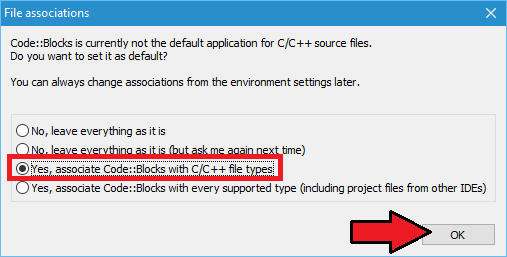 File associations
Code::Blocks is currently not the default application for C/C++ source files.
Do you want to set it as default?
You can always change associations from the environment settings later.
No, leave everything as it is
No, leave everything as it is (but ask me again next time)
Yes, associate Code::Blocks with C/C++ file types
Yes, associate Code::Blocks with every supported type (including project files from other IDEs)
OK